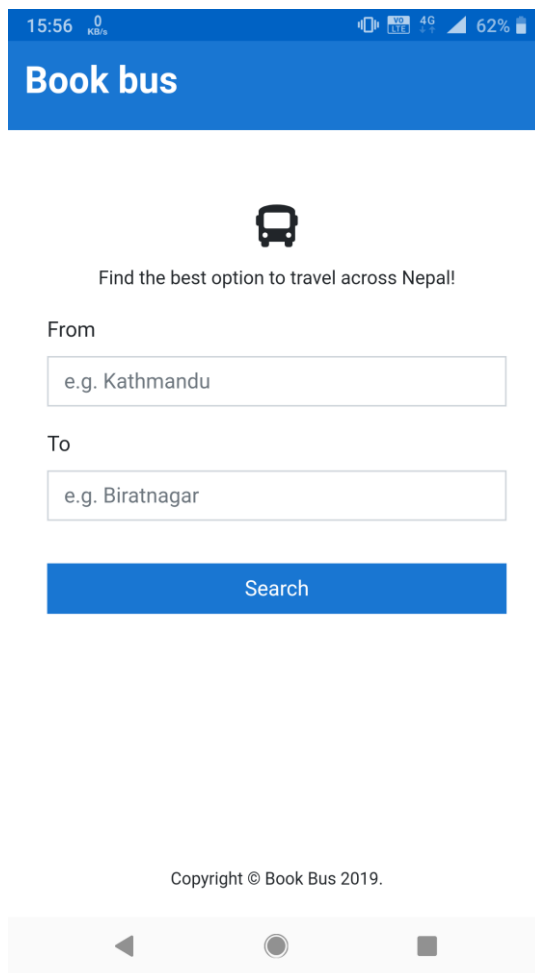 15:56 0 KB/s VO LTE 4G 62%
Book bus
Find the best option to travel across Nepal!
From
e.g. Kathmandu
To
e.g. Biratnagar
Search
Copyright © Book Bus 2019.